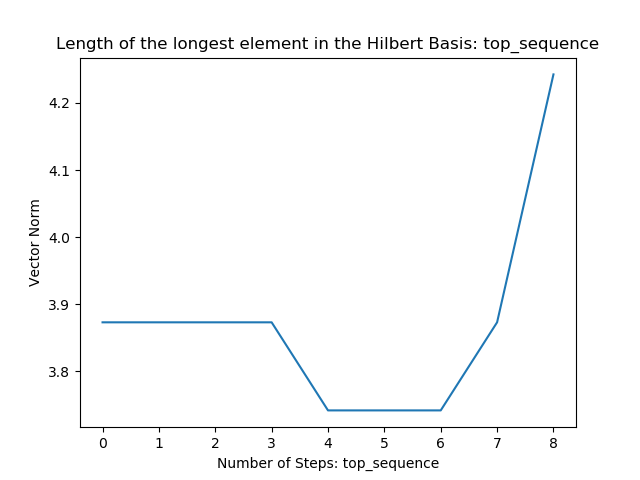 Length of the longest element in the Hilbert Basis: top_sequence
Vector Norm
4.2
4.1
4.0
3.9
3.8
0 1 2 3 4 5 6 7 8
Number of Steps: top_sequence